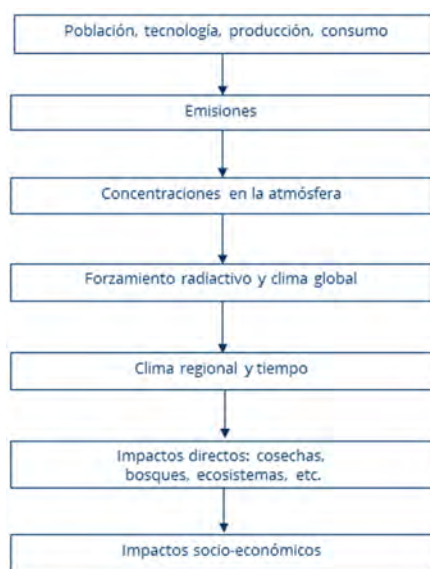 Población, tecnología, producción, consumo
Emisiones
Concentraciones en la atmósfera
Forzamiento radiactivo y clima global
Clima regional y tiempo
Impactos directos: cosechas,
bosques, ecosistemas, etc.
Impactos socio-económicos